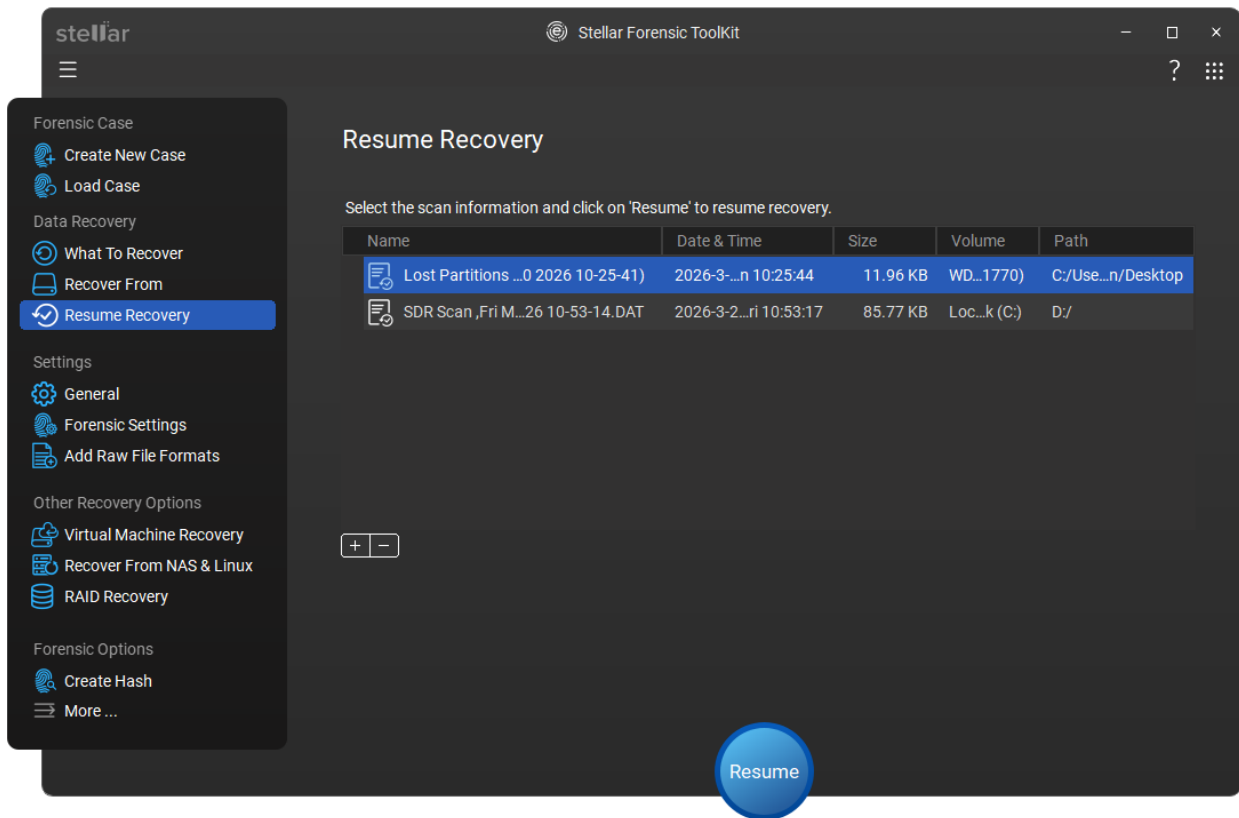 stellar
Stellar Forensic ToolKit
?
Forensic Case
Create New Case
Load Case
Data Recovery
What To Recover
Recover From
Resume Recovery
Settings
General
Forensic Settings
Add Raw File Formats
Other Recovery Options
Virtual Machine Recovery
Recover From NAS & Linux
RAID Recovery
Forensic Options
Create Hash
More ...
Resume Recovery
Select the scan information and click on 'Resume' to resume recovery.
Name Date & Time Size Volume Path
Lost Partitions ...0 2026 10-25-41) 2026-3-...n 10:25:44 11.96 KB WD...1770) C:/Use...n/Desktop
SDR Scan ,Fri M...26 10-53-14.DAT 2026-3-2...ri 10:53:17 85.77 KB Loc...k (C:) D:/
+ −
Resume